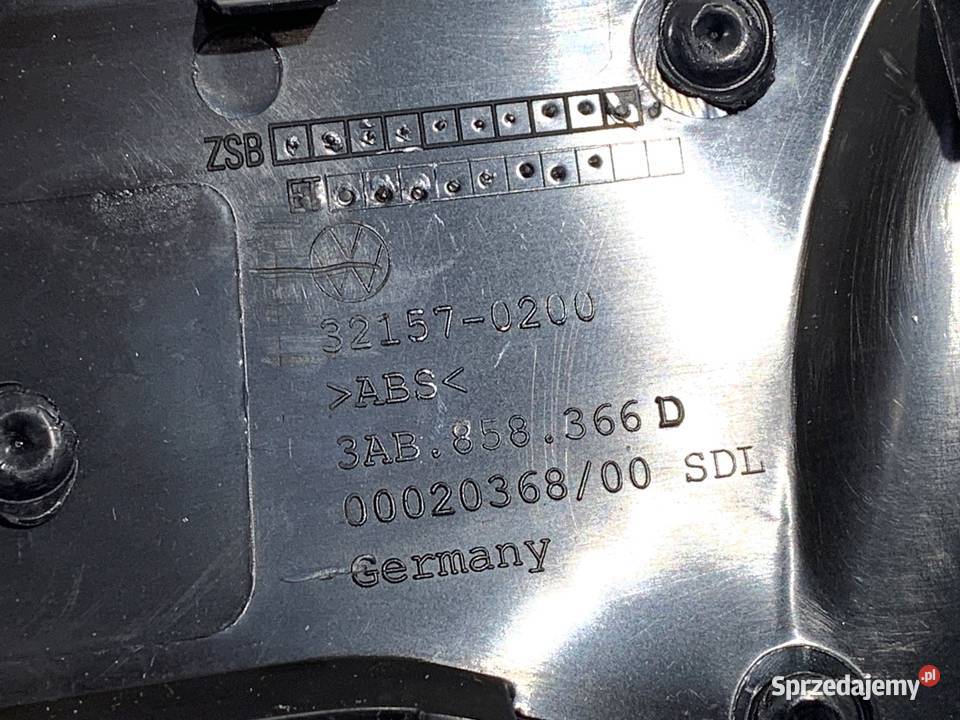 ZSB
ET
32157-0200
>ABS<
3AB.858.366 D
00020368/00 SDL
Germany
Sprzedajemy.pl